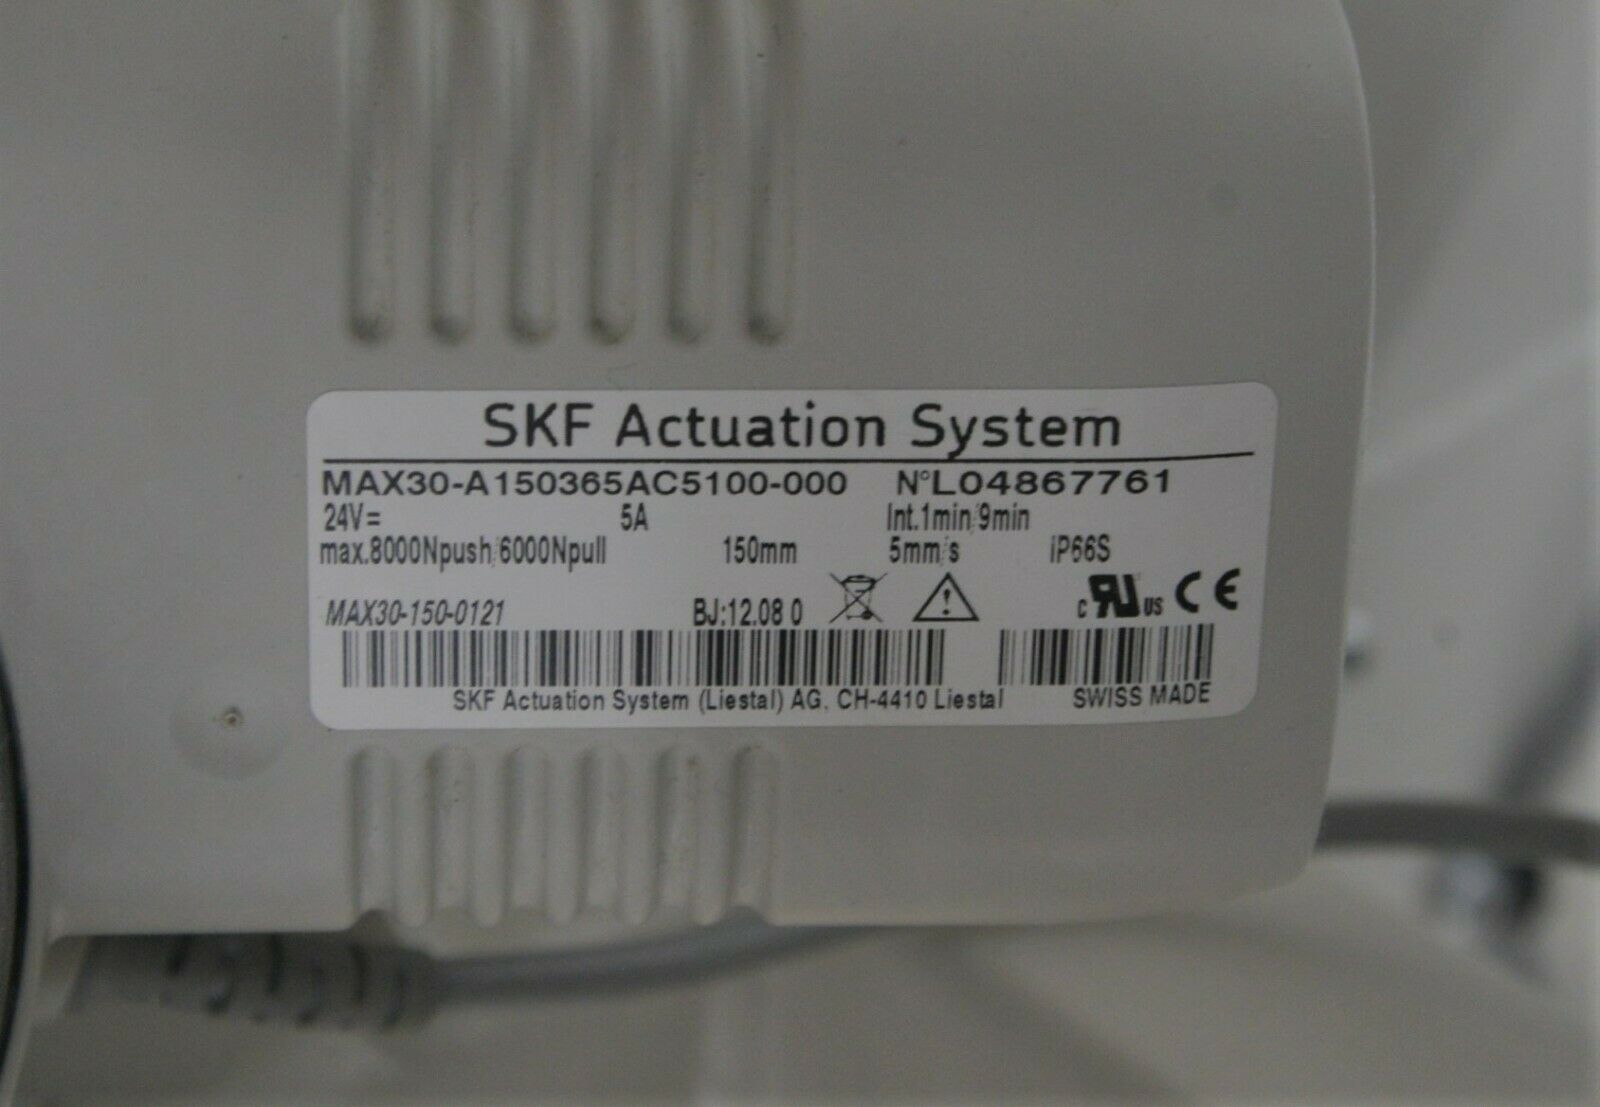 SKF Actuation System
MAX30-A150365AC5100-000 N°L04867761
24V= 5A Int.1min/9min
max.8000Npush/6000Npull 150mm 5mm/s iP66S
MAX30-150-0121 BJ:12.08 0 c RU us CE
SKF Actuation System (Liestal) AG, CH-4410 Liestal SWISS MADE